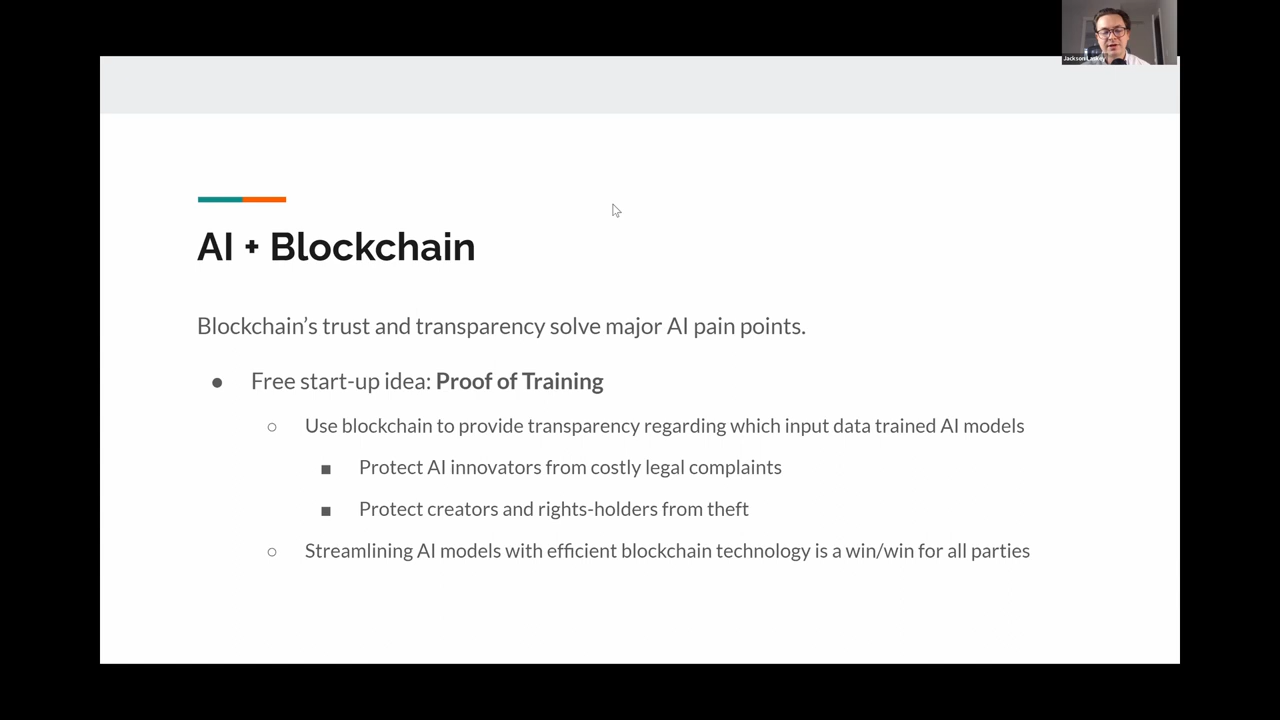 Jackson
AI + Blockchain
Blockchain’s trust and transparency solve major AI pain points.
● Free start-up idea: Proof of Training
○ Use blockchain to provide transparency regarding which input data trained AI models
■ Protect AI innovators from costly legal complaints
■ Protect creators and rights-holders from theft
○ Streamlining AI models with efficient blockchain technology is a win/win for all parties